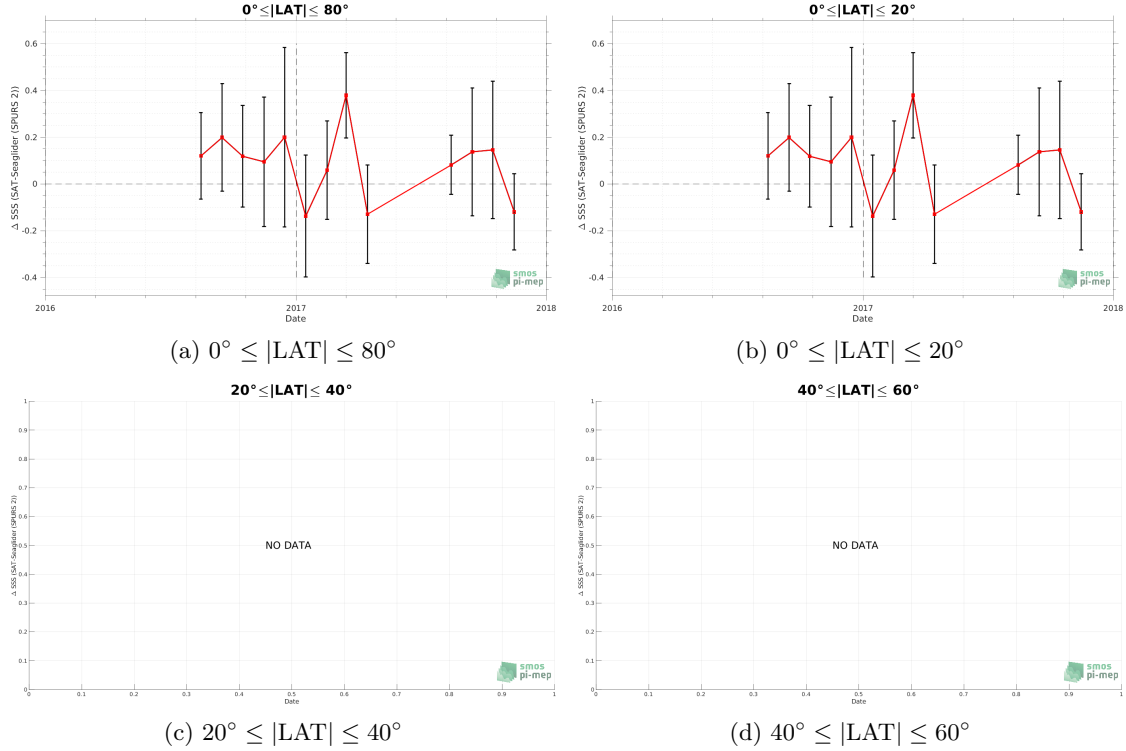 0°≤|LAT|≤ 80°
Δ SSS (SAT-Seaglider (SPURS 2))
0.6
0.4
0.2
0
-0.2
-0.4
2016
2017
2018
Date
smos
pi-mep
(a) 0° ≤ |LAT| ≤ 80°
0°≤|LAT|≤ 20°
Δ SSS (SAT-Seaglider (SPURS 2))
0.6
0.4
0.2
0
-0.2
-0.4
2016
2017
2018
Date
smos
pi-mep
(b) 0° ≤ |LAT| ≤ 20°
20°≤|LAT|≤ 40°
Δ SSS (SAT-Seaglider (SPURS 2))
1
0.9
0.8
0.7
0.6
0.5
0.4
0.3
0.2
0.1
0
NO DATA
0 0.1 0.2 0.3 0.4 0.5 0.6 0.7 0.8 0.9 1
Date
smos
pi-mep
(c) 20° ≤ |LAT| ≤ 40°
40°≤|LAT|≤ 60°
Δ SSS (SAT-Seaglider (SPURS 2))
1
0.9
0.8
0.7
0.6
0.5
0.4
0.3
0.2
0.1
0
NO DATA
0 0.1 0.2 0.3 0.4 0.5 0.6 0.7 0.8 0.9 1
Date
smos
pi-mep
(d) 40° ≤ |LAT| ≤ 60°